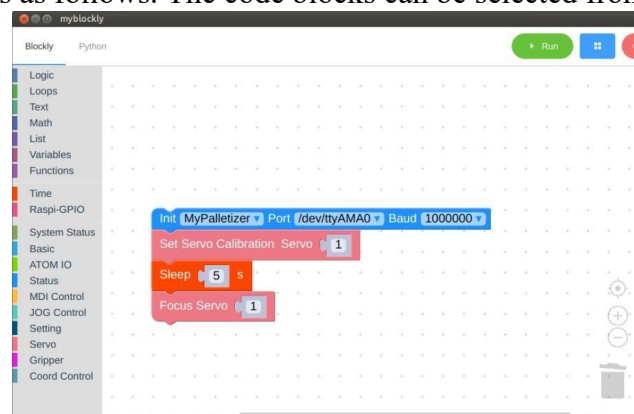 s as follows. The code blocks can be selected from
myblockly
Blockly Python Run
Logic
Loops
Text
Math
List
Variables
Functions
Time
Raspi-GPIO
System Status
Basic
ATOM IO
Status
MDI Control
JOG Control
Setting
Servo
Gripper
Coord Control
Init MyPalletizer Port /dev/ttyAMA0 Baud 1000000
Set Servo Calibration Servo 1
Sleep 5 s
Focus Servo 1